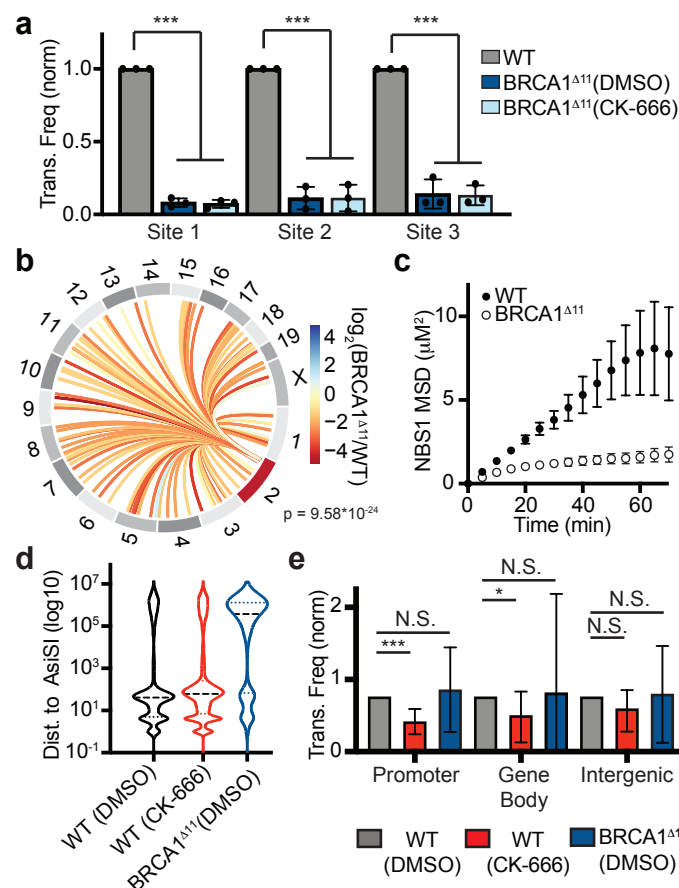 a
*** *** ***
Trans. Freq (norm)
1.0
0.5
0.0
WT
BRCA1Δ11(DMSO)
BRCA1Δ11(CK-666)
Site 1 Site 2 Site 3
b
1
2
3
4
5
6
7
8
9
10
11
12
13
14
15
16
17
18
19
X
4
2
0
−2
−4
log2(BRCA1Δ11/WT)
p = 9.58*10-24
c
WT
BRCA1Δ11
NBS1 MSD (μM2)
10
5
0
0 20 40 60
Time (min)
d
Dist. to AsiSI (log10)
107
105
103
101
10-1
WT (DMSO)
WT (CK-666)
BRCA1Δ11(DMSO)
e
N.S. N.S. N.S.
*** * N.S.
Trans. Freq (norm)
2
1
0
Promoter Gene Intergenic
Body
WT WT BRCA1Δ1
(DMSO) (CK-666) (DMSO)